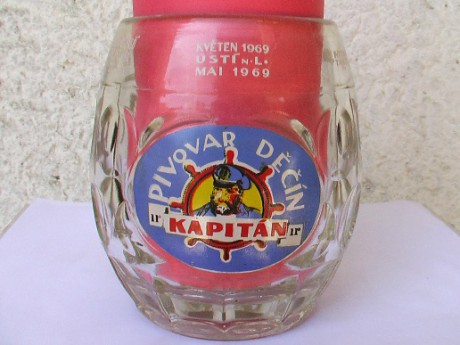 KVĚTEN 1969
ÚSTÍ N-L.
MAI 1969
PIVOVAR DĚČÍN
11° KAPITÁN 11°